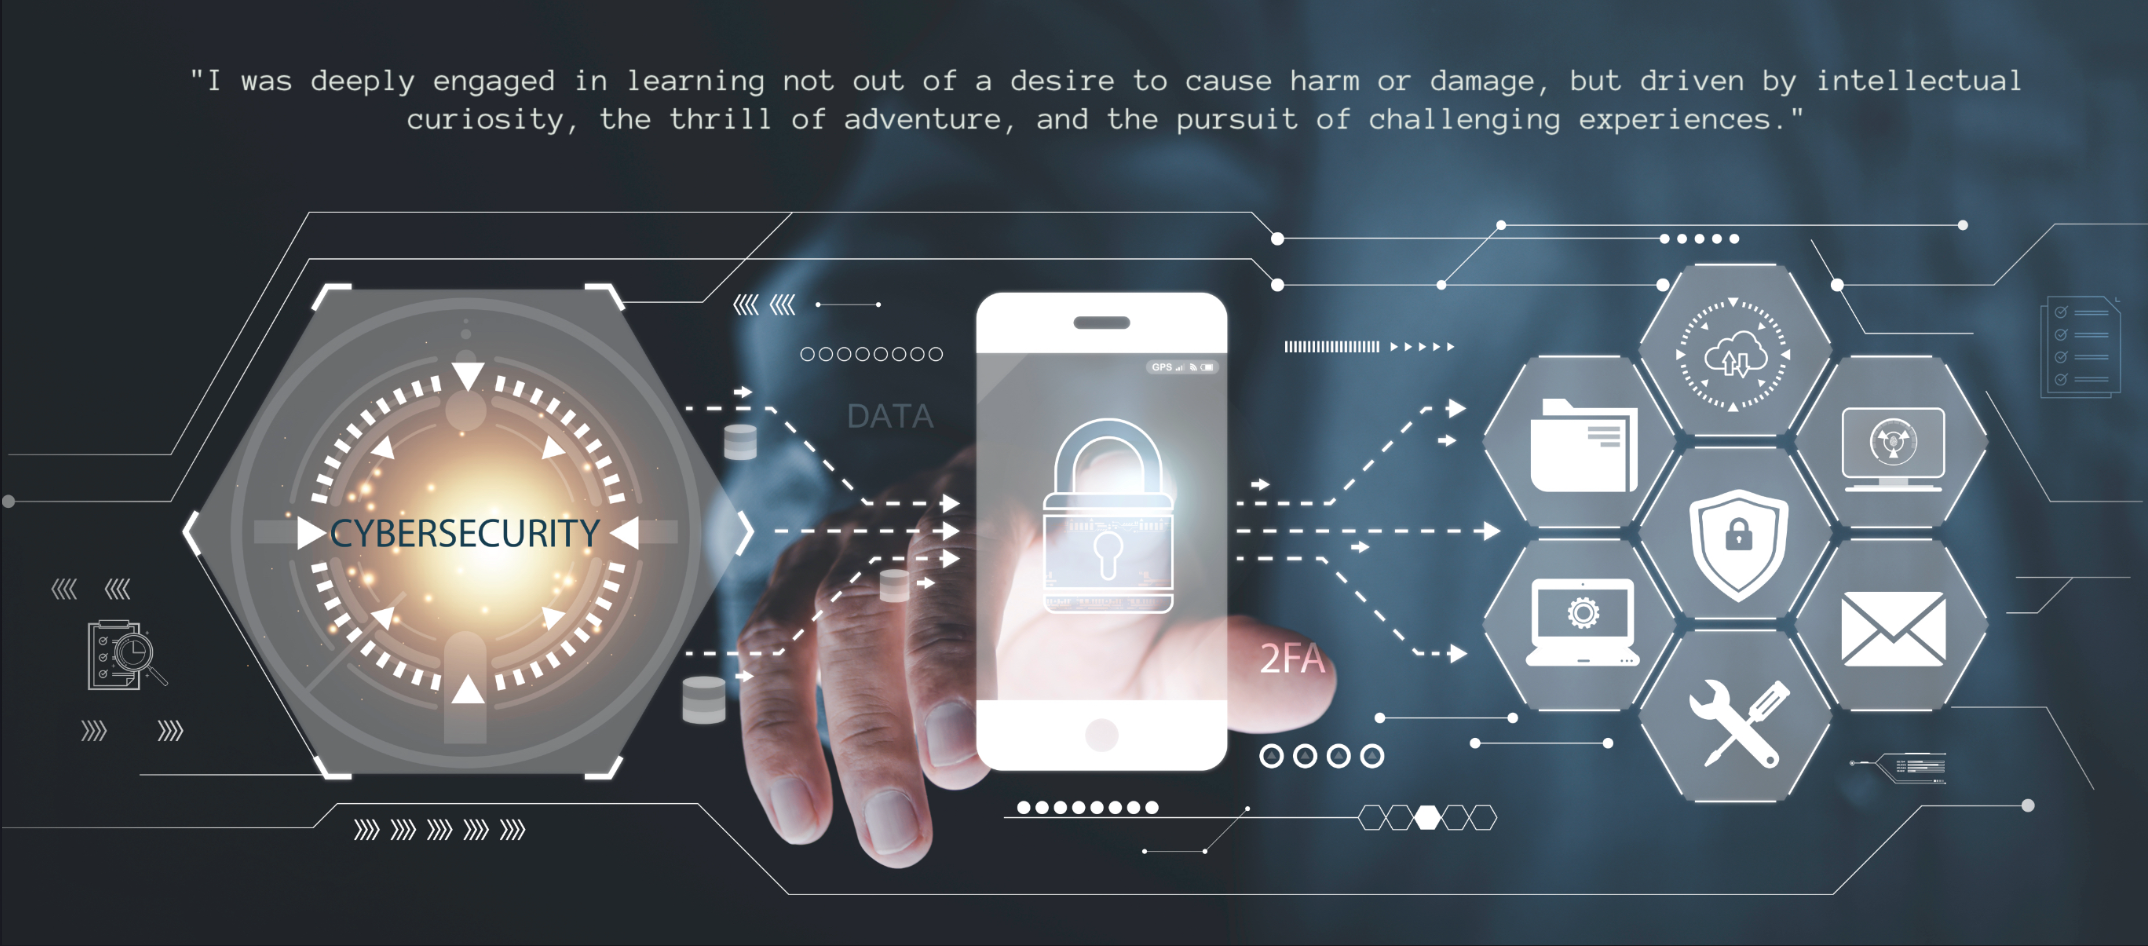 "I was deeply engaged in learning not out of a desire to cause harm or damage, but driven by intellectual
curiosity, the thrill of adventure, and the pursuit of challenging experiences."
GPS
DATA
CYBERSECURITY
2FA